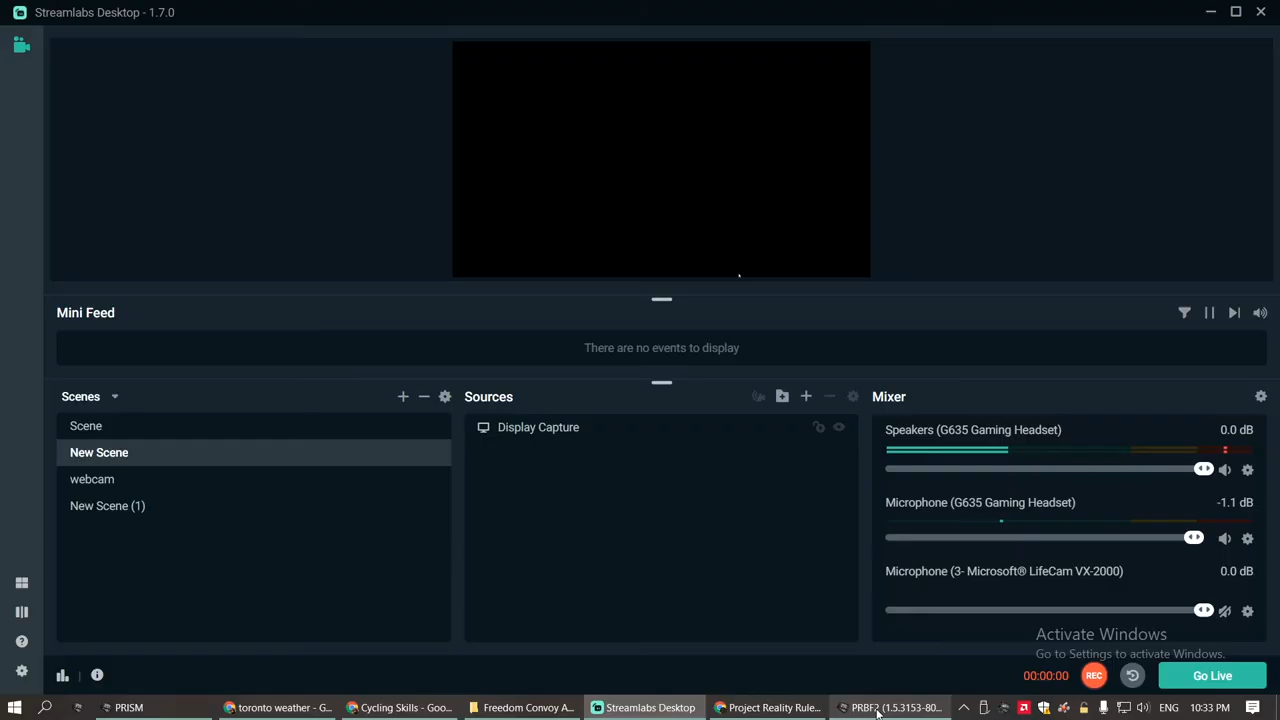 Streamlabs Desktop - 1.7.0
Mini Feed
There are no events to display
Scenes
Scene
New Scene
webcam
New Scene (1)
Sources
Display Capture
Mixer
Speakers (G635 Gaming Headset) 0.0 dB
Microphone (G635 Gaming Headset) -1.1 dB
Microphone (3- Microsoft® LifeCam VX-2000) 0.0 dB
Activate Windows
Go to Settings to activate Windows.
00:00:00 REC Go Live
PRISM toronto weather - G... Cycling Skills - Goo... Freedom Convoy A... Streamlabs Desktop Project Reality Rule... PRBF2 (1.5.3153-80... ENG 10:33 PM